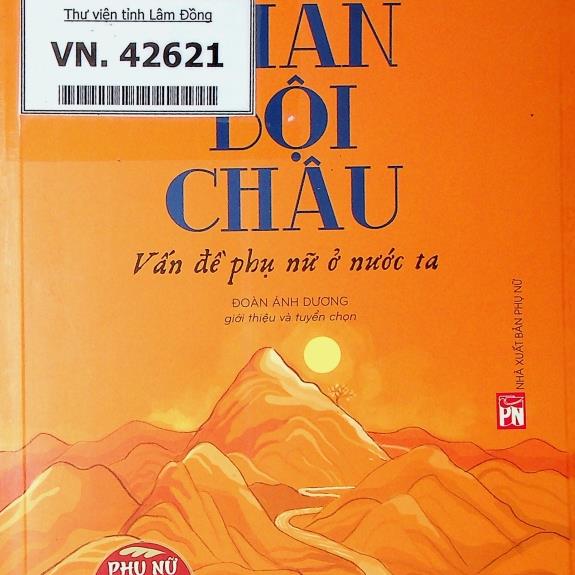 Thư viện tỉnh Lâm Đồng
VN. 42621
PHAN
BỘI
CHÂU
Vấn đề phụ nữ ở nước ta
ĐOÀN ÁNH DƯƠNG
giới thiệu và tuyển chọn
NHÀ XUẤT BẢN PHỤ NỮ
PN
PHỤ NỮ